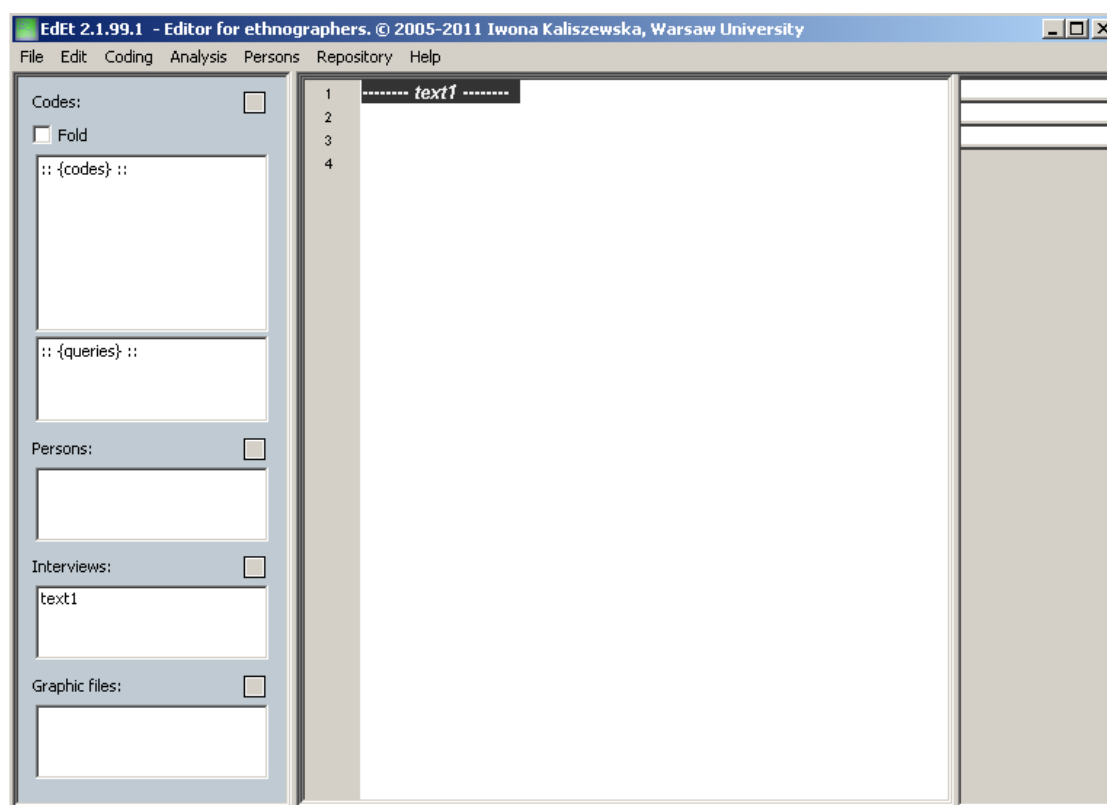 EdEt 2.1.99.1 - Editor for ethnographers. © 2005-2011 Iwona Kaliszewska, Warsaw University
File Edit Coding Analysis Persons Repository Help
Codes:
Fold
:: {codes} ::
:: {queries} ::
Persons:
Interviews:
text1
Graphic files:
1
2
3
4
-------- text1 --------